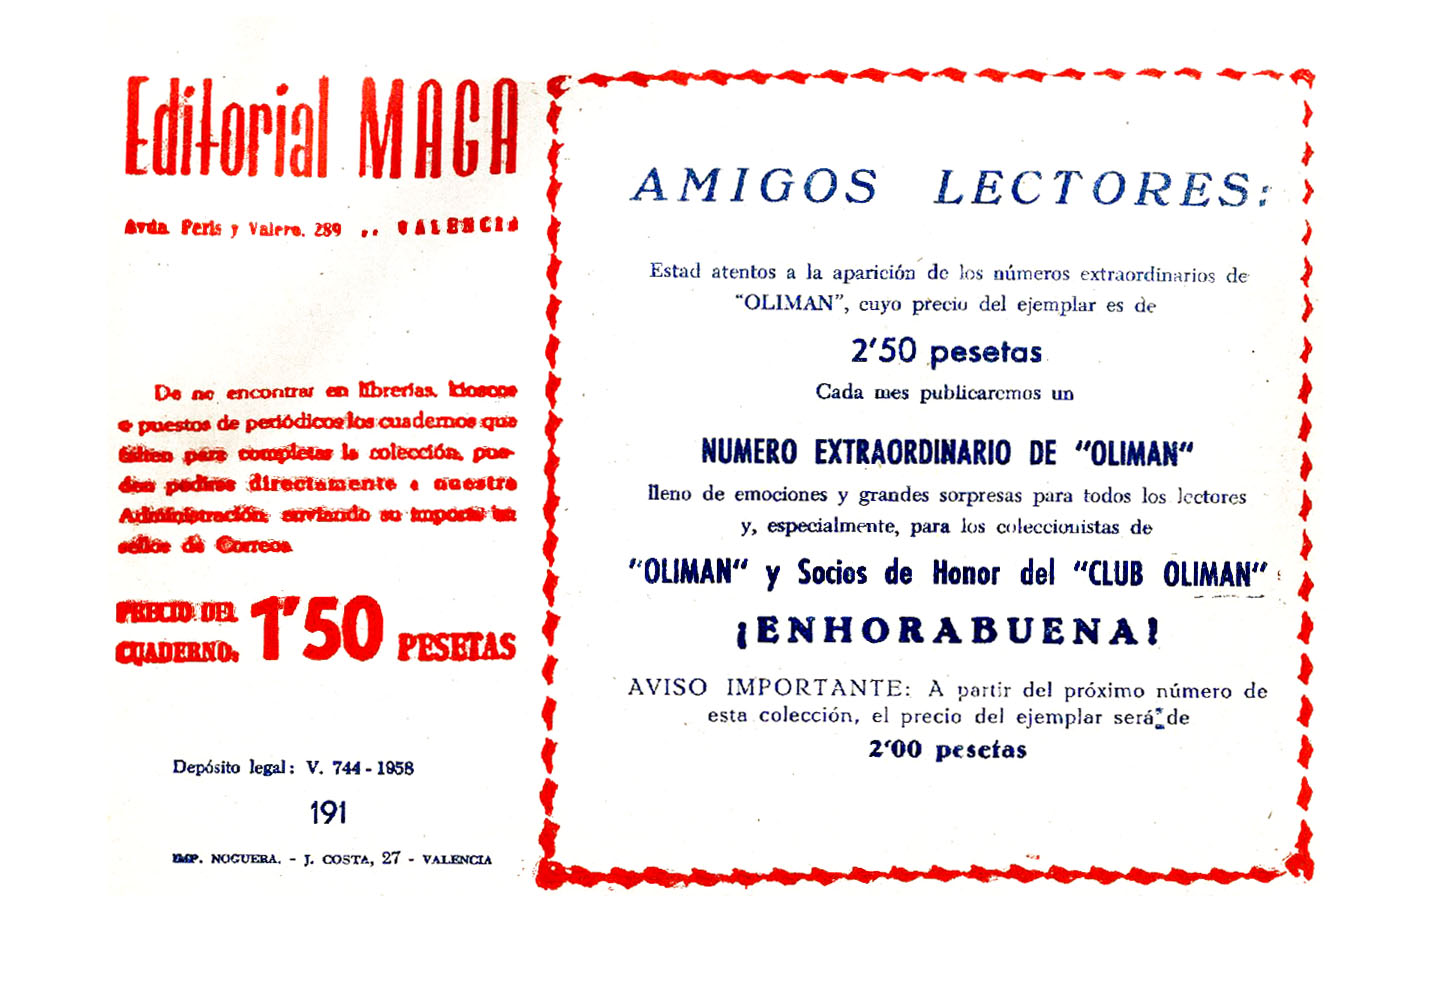 Editorial MAGA
Avda. Peris y Valero, 289 .. VALENCIA
De no encontrar en librerías, kioscos
o puestos de periódicos los cuadernos que
falten para completar la colección, pue-
den pedirse directamente a nuestra
Administración, enviando su importe en
sellos de Correos
PRECIO DEL
CUADERNO, 1'50 PESETAS
Depósito legal: V. 744 - 1958
191
IMP. NOGUERA. - J. COSTA, 27 - VALENCIA
AMIGOS LECTORES:
Estad atentos a la aparición de los números extraordinarios de
"OLIMAN", cuyo precio del ejemplar es de
2'50 pesetas
Cada mes publicaremos un
NUMERO EXTRAORDINARIO DE "OLIMAN"
lleno de emociones y grandes sorpresas para todos los lectores
y, especialmente, para los coleccionistas de
"OLIMAN" y Socios de Honor del "CLUB OLIMAN"
¡ENHORABUENA!
AVISO IMPORTANTE: A partir del próximo número de
esta colección, el precio del ejemplar será de
2'00 pesetas